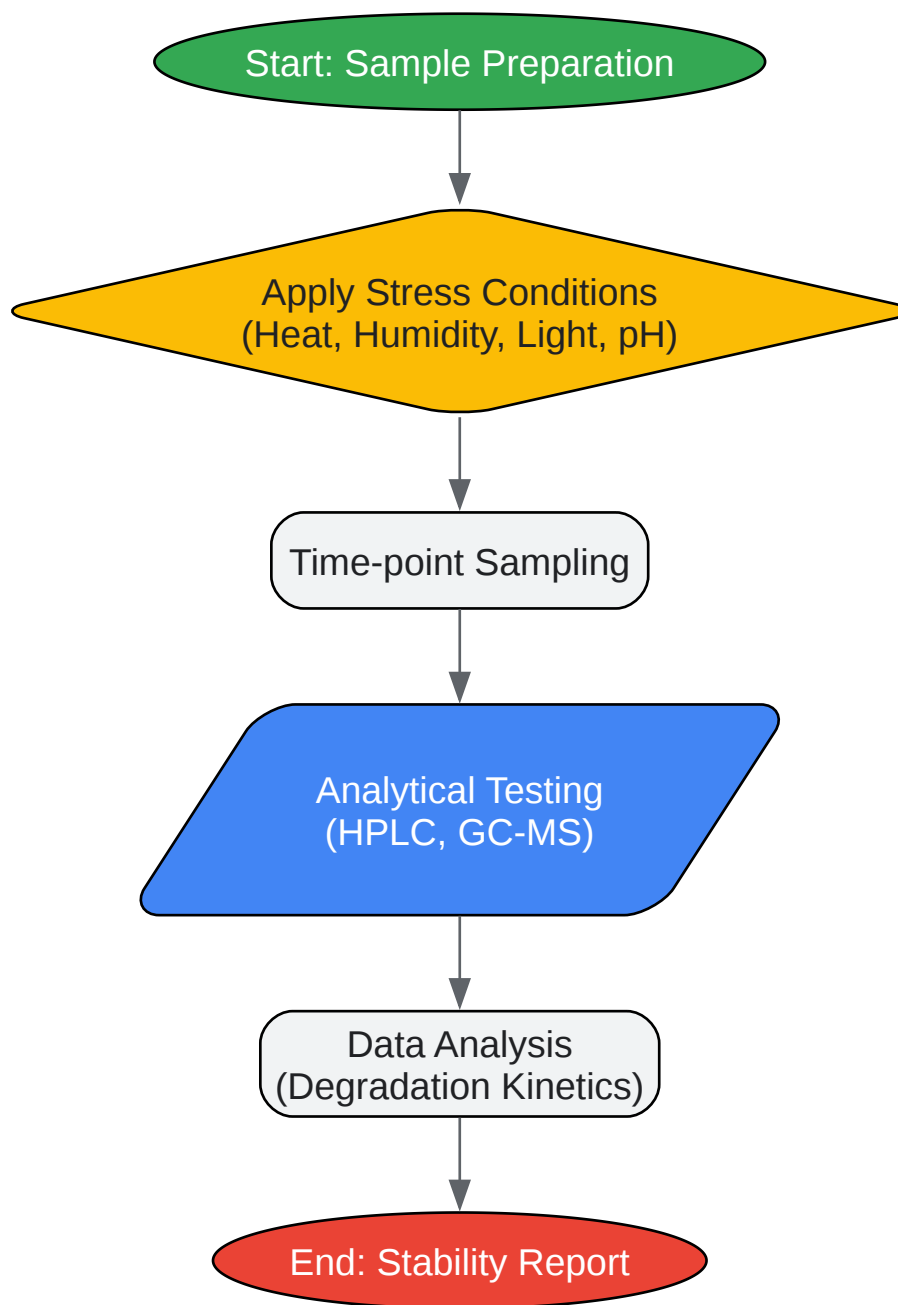 Start: Sample Preparation
Apply Stress Conditions
(Heat, Humidity, Light, pH)
Time-point Sampling
Analytical Testing
(HPLC, GC-MS)
Data Analysis
(Degradation Kinetics)
End: Stability Report